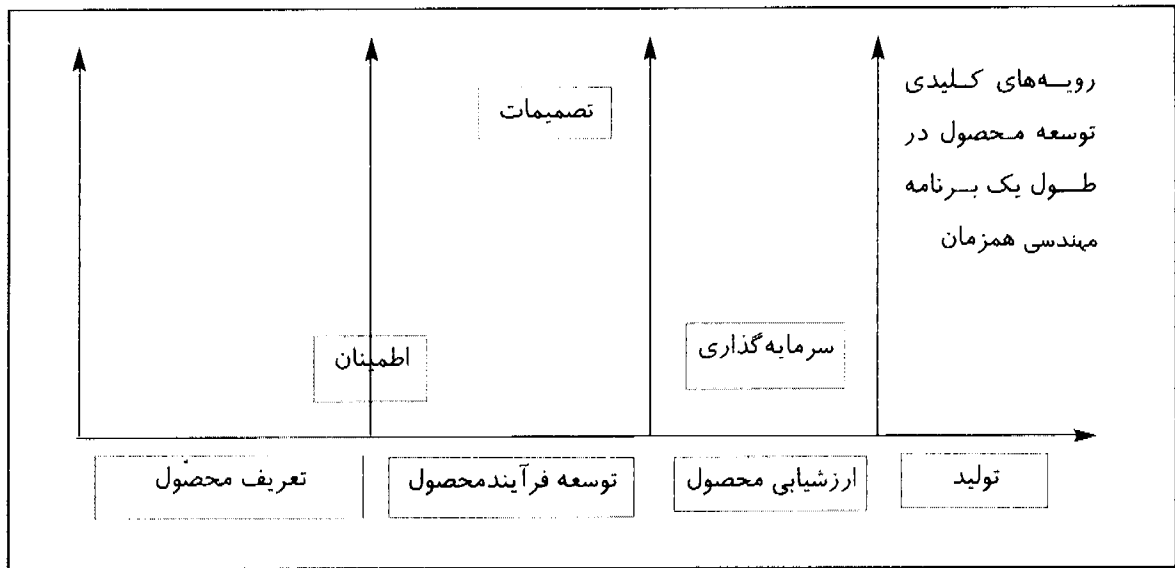 رویه‌های کلیدی
توسعه محصول در
طول یک برنامه
مهندسی همزمان
تصمیمات
سرمایه‌گذاری
اطمینان
تولید
ارزشیابی محصول
توسعه فرآیندمحصول
تعریف محصول